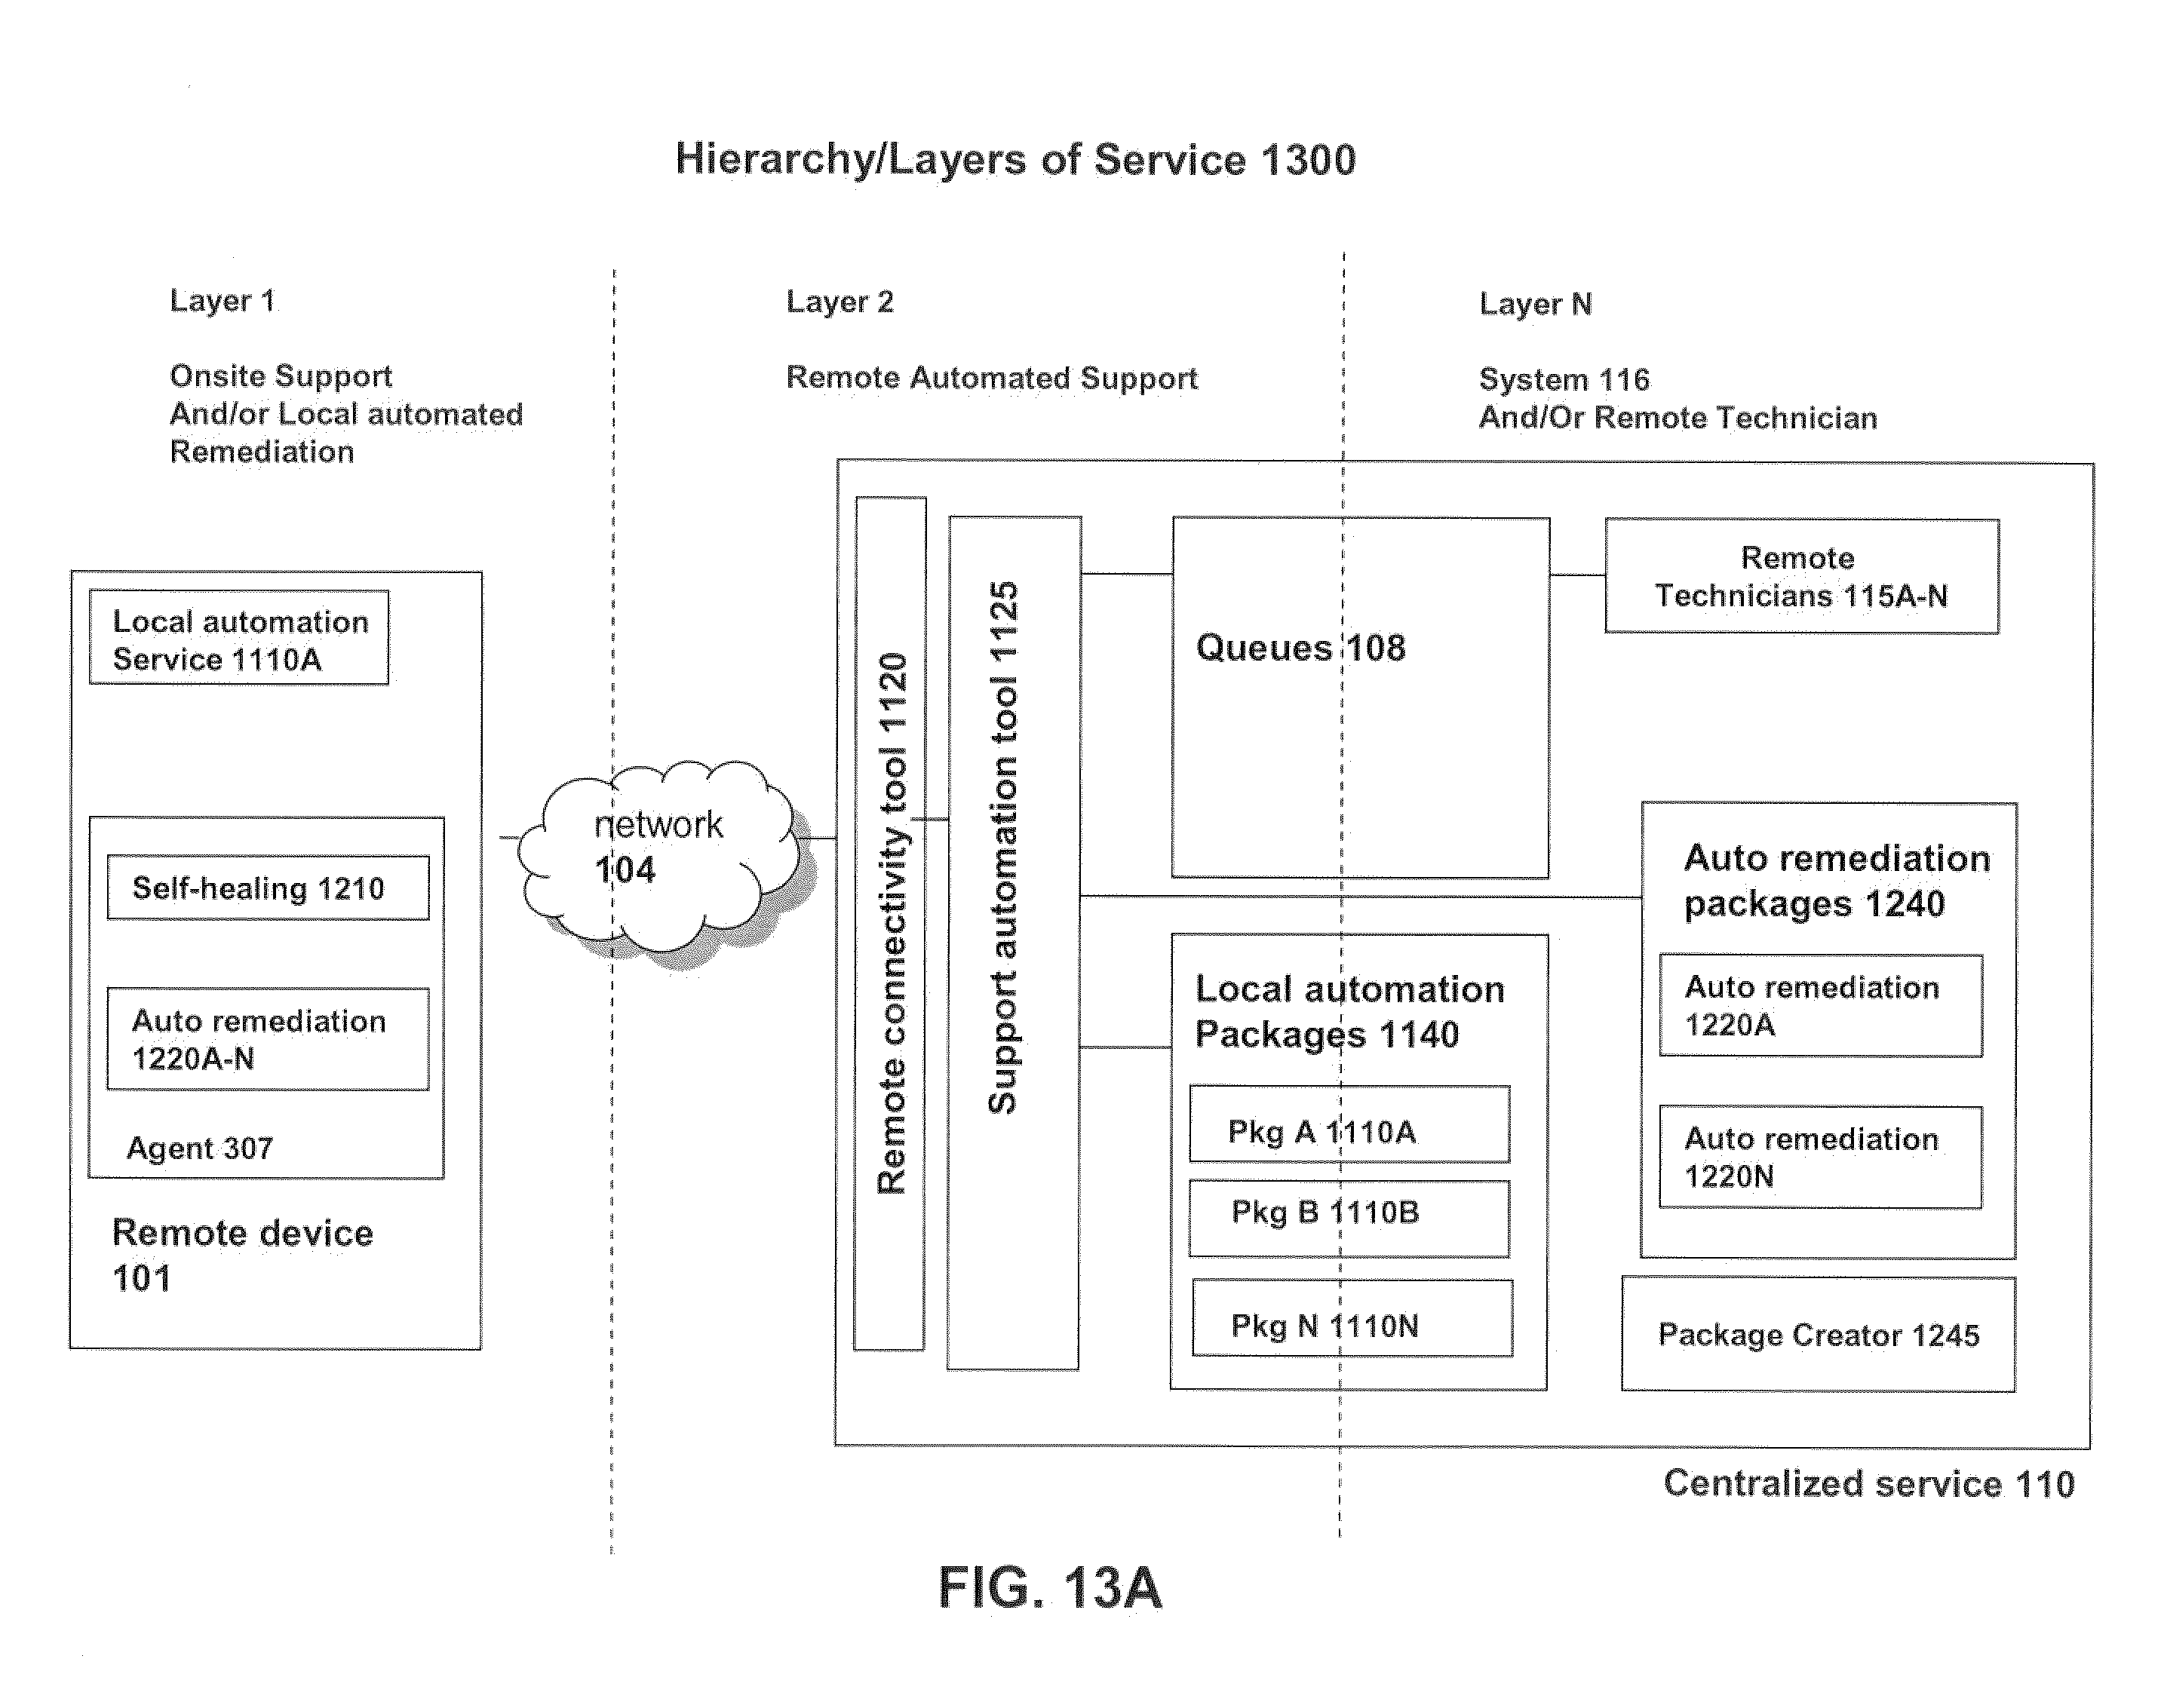 Hierarchy/Layers of Service 1300
Layer 1
Onsite Support
And/or Local automated
Remediation
Layer 2
Remote Automated Support
Layer N
System 116
And/Or Remote Technician
Local automation
Service 1110A
Self-healing 1210
Auto remediation
1220A-N
Agent 307
Remote device
101
network
104
Remote connectivity tool 1120
Support automation tool 1125
Queues 108
Remote
Technicians 115A-N
Local automation
Packages 1140
Pkg A 1110A
Pkg B 1110B
Pkg N 1110N
Auto remediation
packages 1240
Auto remediation
1220A
Auto remediation
1220N
Package Creator 1245
Centralized service 110
FIG. 13A